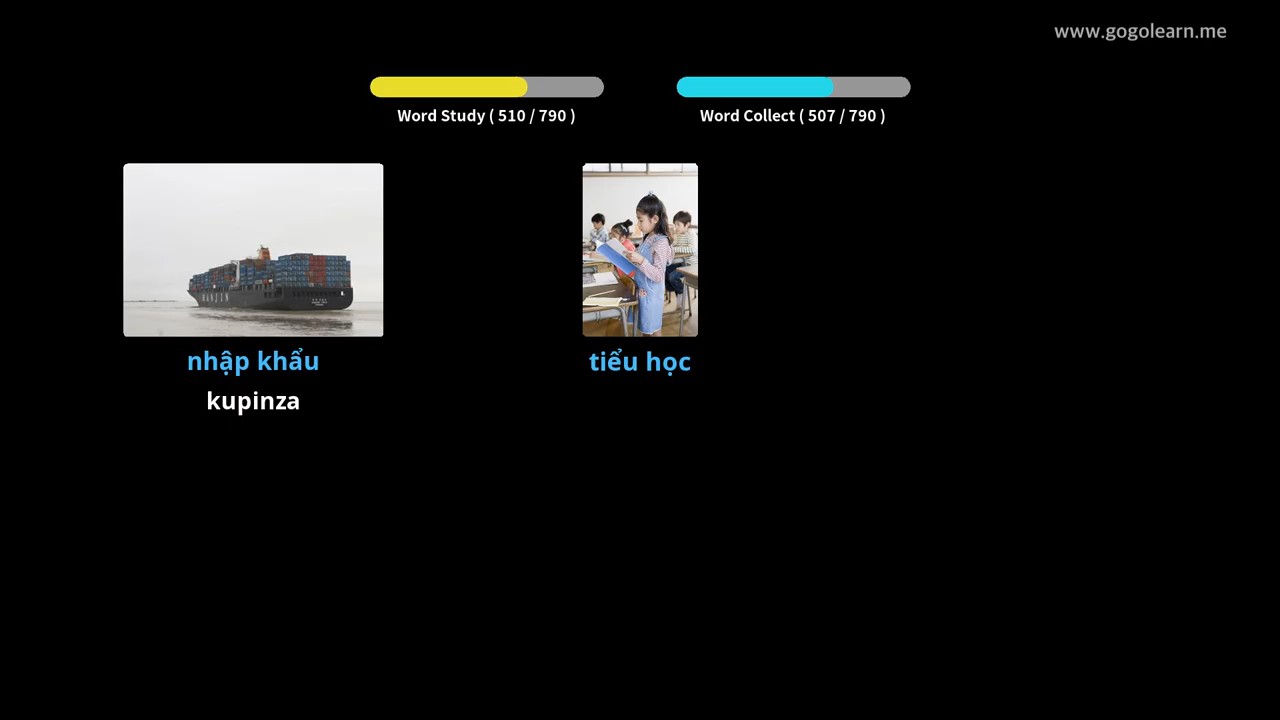 www.gogolearn.me
Word Study ( 510 / 790 )
Word Collect ( 507 / 790 )
nhập khẩu
tiểu học
kupinza